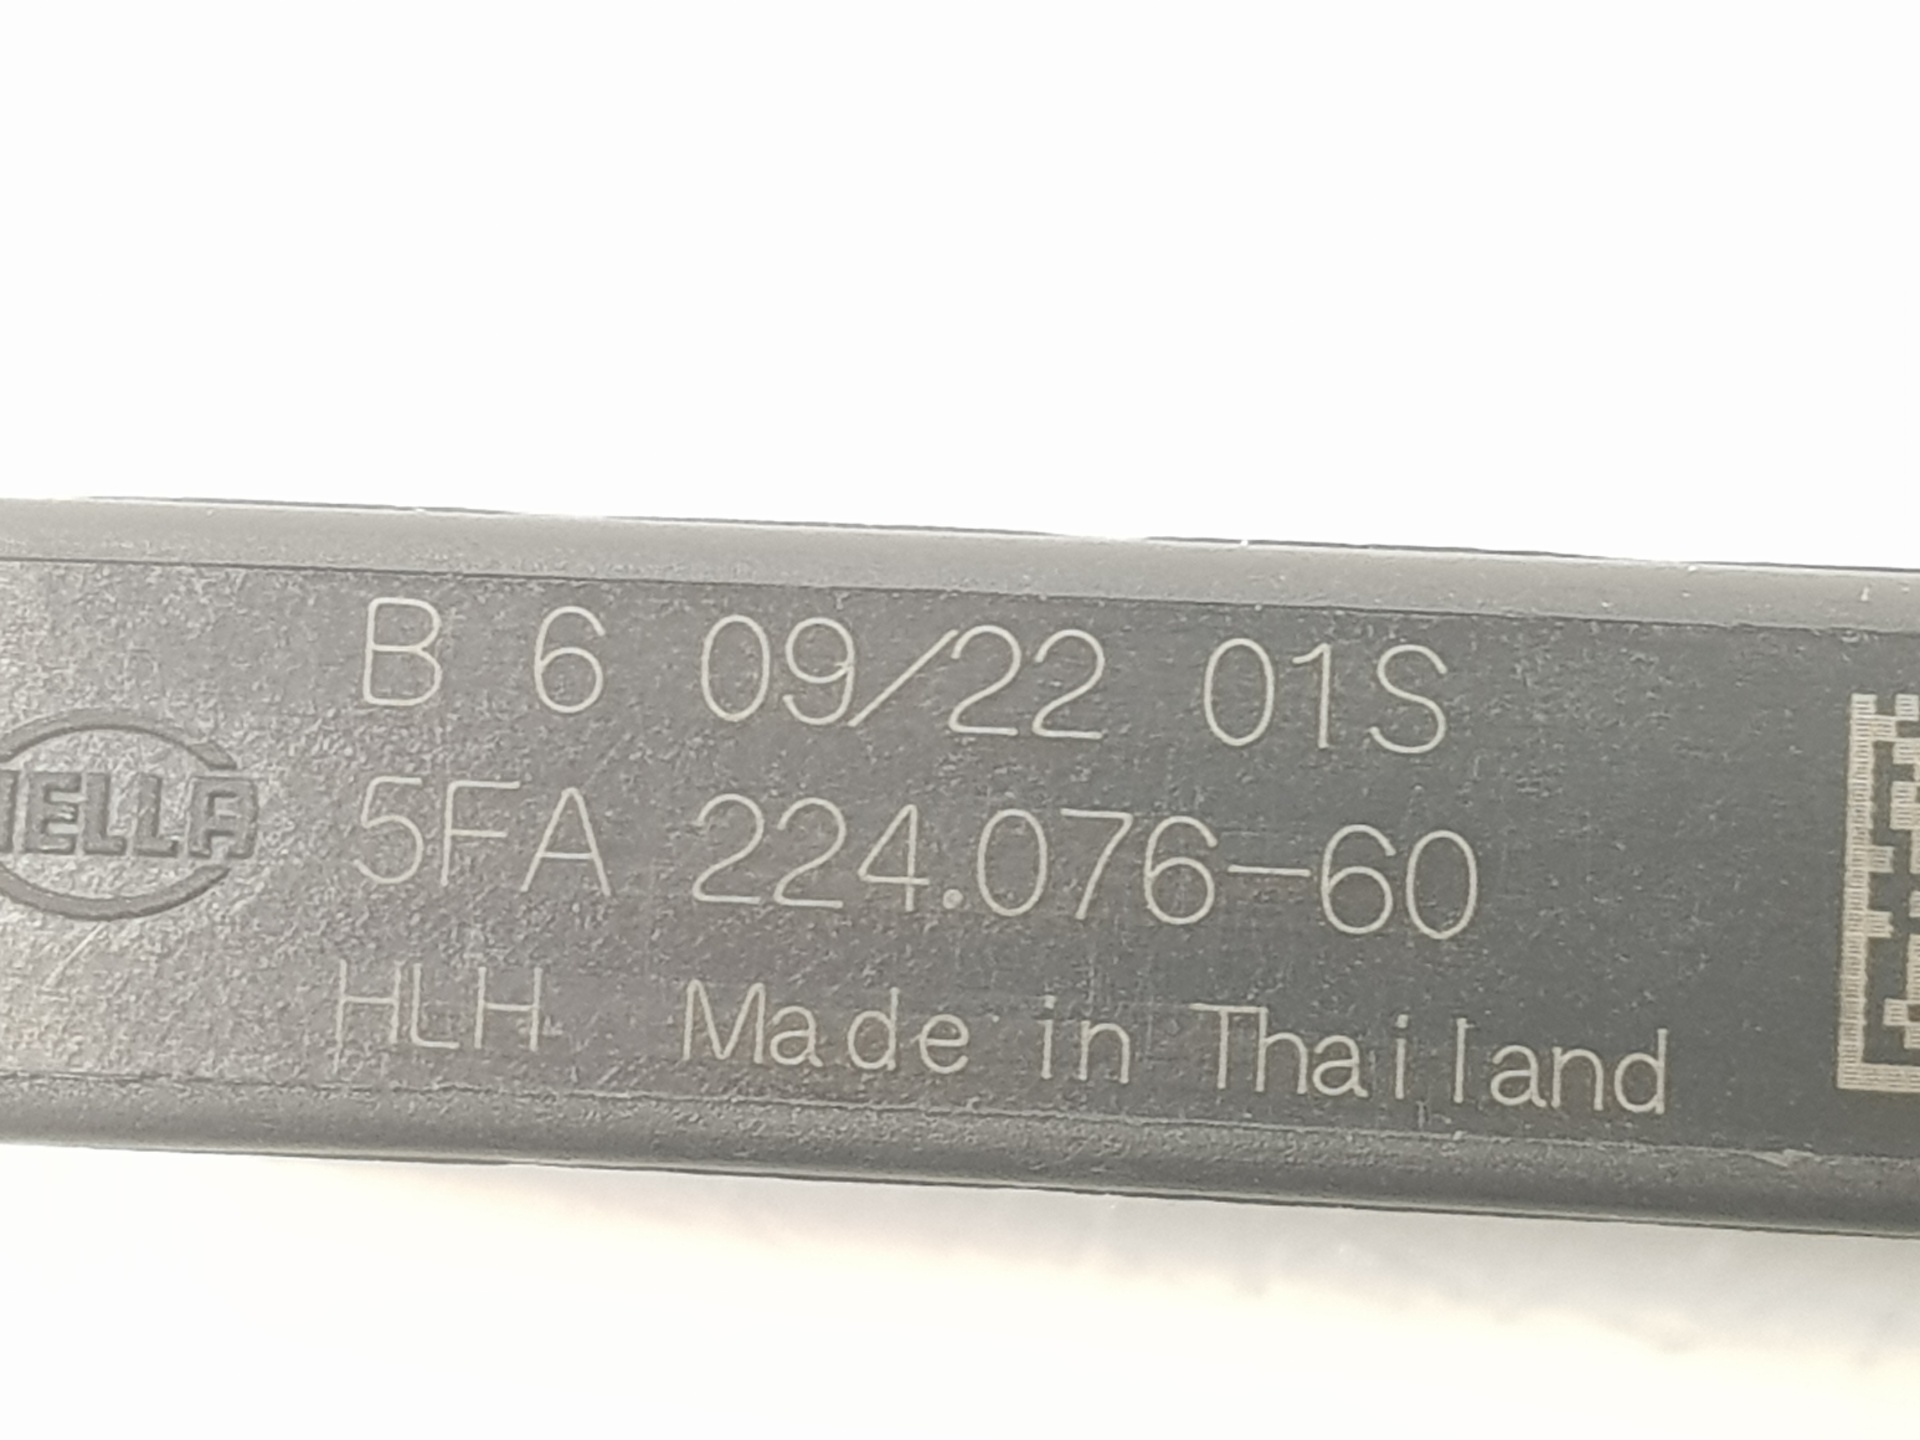 B 6 09/22 01S
HELLA
5FA 224.076-60
HLH Made in Thailand